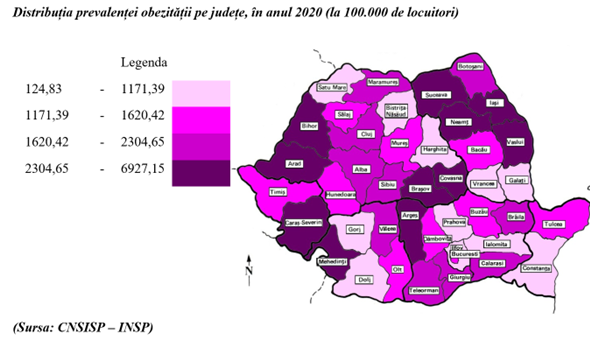 Distribuția prevalenței obezității pe județe, în anul 2020 (la 100.000 de locuitori)
Legenda
124,83 - 1171,39
1171,39 - 1620,42
1620,42 - 2304,65
2304,65 - 6927,15
Botoșani
Maramureș
Satu Mare
Suceava
Iași
Bistrița
Năsăud
Sălaj
Neamț
Bihor
Cluj
Mureș
Harghita
Bacău
Vaslui
Arad
Alba
Covasna
Sibiu
Brașov
Vrancea
Galați
Timiș
Hunedoara
Caraș-Severin
Gorj
Vâlcea
Argeș
Prahova
Buzău
Brăila
Tulcea
Dâmbovița
Ialomița
Ilfov
București
Mehedinți
Călărași
Constanța
Dolj
Olt
Giurgiu
Teleorman
N
(Sursa: CNSISP – INSP)